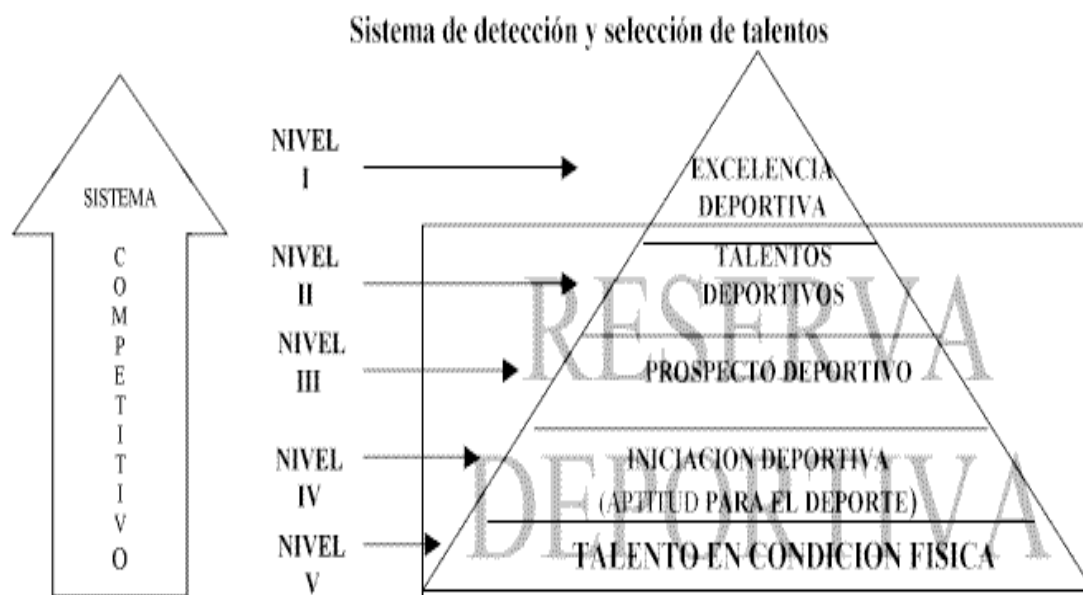 Sistema de detección y selección de talentos
SISTEMA
COMPETITIVO
NIVEL
I
EXCELENCIA
DEPORTIVA
NIVEL
II
TALENTOS
DEPORTIVOS
NIVEL
III
PROSPECTO DEPORTIVO
NIVEL
IV
INICIACION DEPORTIVA
(APTITUD PARA EL DEPORTE)
NIVEL
V
TALENTO EN CONDICION FISICA
RESERVA
DEPORTIVA